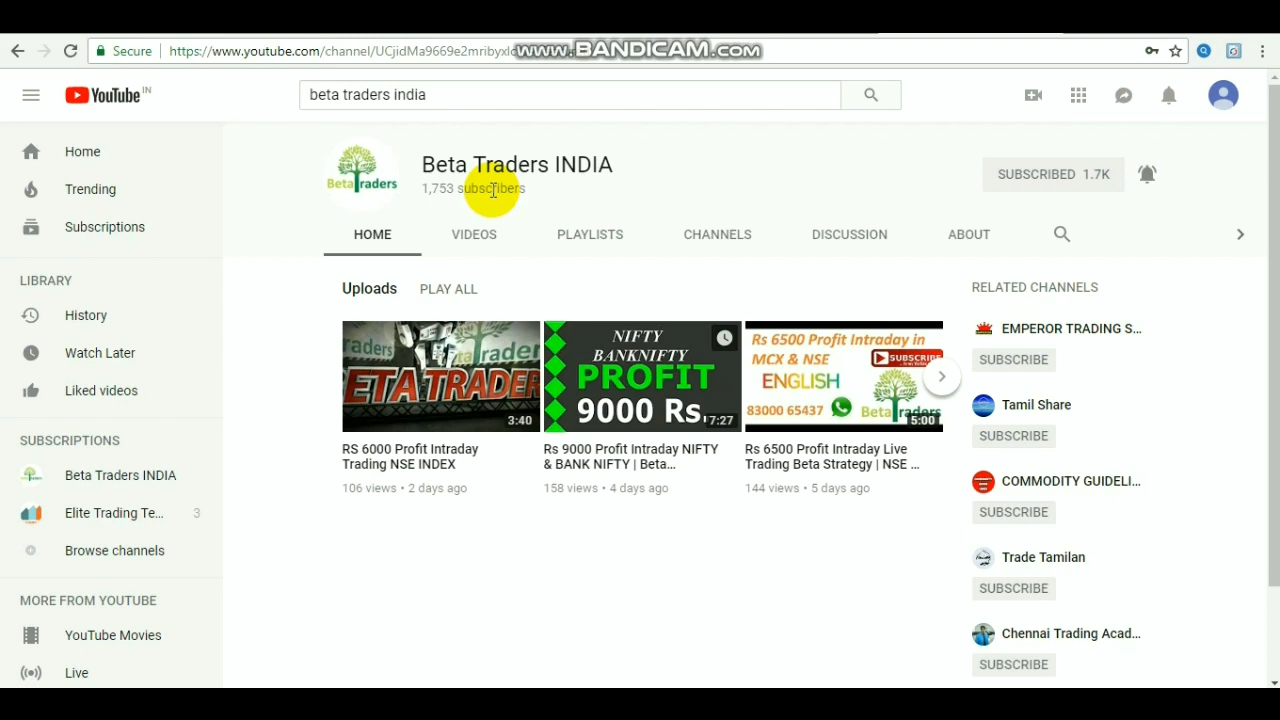 www.BANDICAM.com
Secure
https://www.youtube.com/channel/UCjidMa9669e2mribyxl
YouTube IN
beta traders india
Home
Trending
Subscriptions
LIBRARY
History
Watch Later
Liked videos
SUBSCRIPTIONS
Beta Traders INDIA
Elite Trading Te... 3
Browse channels
MORE FROM YOUTUBE
YouTube Movies
Live
BetaTraders
Beta Traders INDIA
1,753 subscribers
SUBSCRIBED 1.7K
HOME VIDEOS PLAYLISTS CHANNELS DISCUSSION ABOUT
Uploads PLAY ALL
raders
ETA TRADER
3:40
RS 6000 Profit Intraday
Trading NSE INDEX
106 views • 2 days ago
NIFTY
BANKNIFTY
PROFIT
9000 Rs.
7:27
Rs 9000 Profit Intraday NIFTY
& BANK NIFTY | Beta...
158 views • 4 days ago
Rs 6500 Profit Intraday in
MCX & NSE
SUBSCRIBE
ENGLISH
83000 65437
BetaTraders
5:00
Rs 6500 Profit Intraday Live
Trading Beta Strategy | NSE ...
144 views • 5 days ago
RELATED CHANNELS
EMPEROR TRADING S...
SUBSCRIBE
Tamil Share
SUBSCRIBE
COMMODITY GUIDELI...
SUBSCRIBE
Trade Tamilan
SUBSCRIBE
Chennai Trading Acad...
SUBSCRIBE